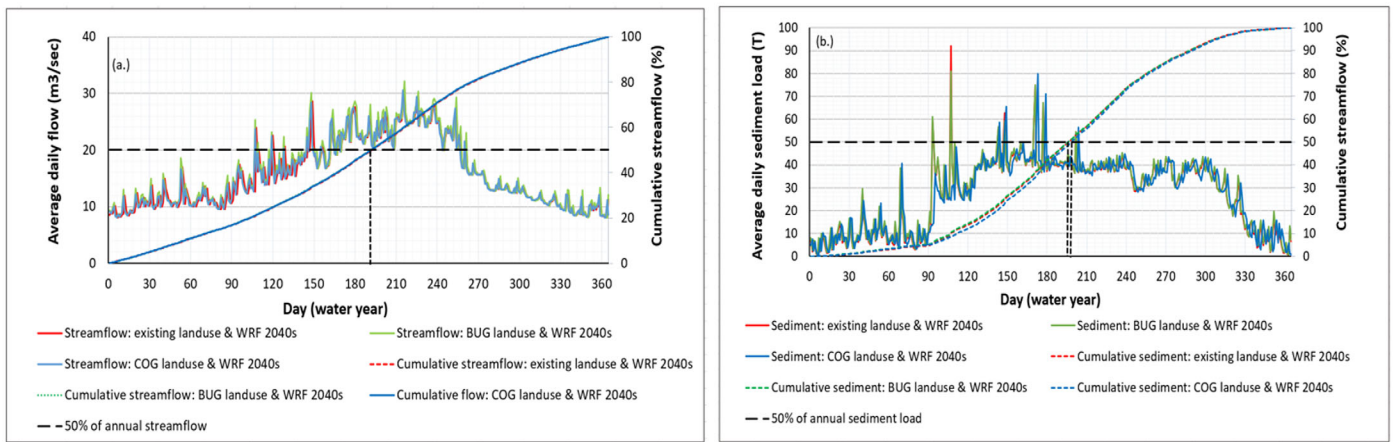 (a.)
Average daily flow (m3/sec)
40
30
20
10
0
100
80
60
40
20
0
Cumulative streamflow (%)
0 30 60 90 120 150 180 210 240 270 300 330 360
Day (water year)
Streamflow: existing landuse & WRF 2040s
Streamflow: BUG landuse & WRF 2040s
Streamflow: COG landuse & WRF 2040s
Cumulative streamflow: existing landuse & WRF 2040s
Cumulative streamflow: BUG landuse & WRF 2040s
Cumulative flow: COG landuse & WRF 2040s
50% of annual streamflow
(b.)
Average daily sediment load (T)
100
90
80
70
60
50
40
30
20
10
0
100
90
80
70
60
50
40
30
20
10
0
Cumulative streamflow (%)
0 30 60 90 120 150 180 210 240 270 300 330 360
Day (water year)
Sediment: existing landuse & WRF 2040s
Sediment: BUG landuse & WRF 2040s
Sediment: COG landuse & WRF 2040s
Cumulative sediment: existing landuse & WRF 2040s
Cumulative sediment: BUG landuse & WRF 2040s
Cumulative sediment: COG landuse & WRF 2040s
50% of annual sediment load